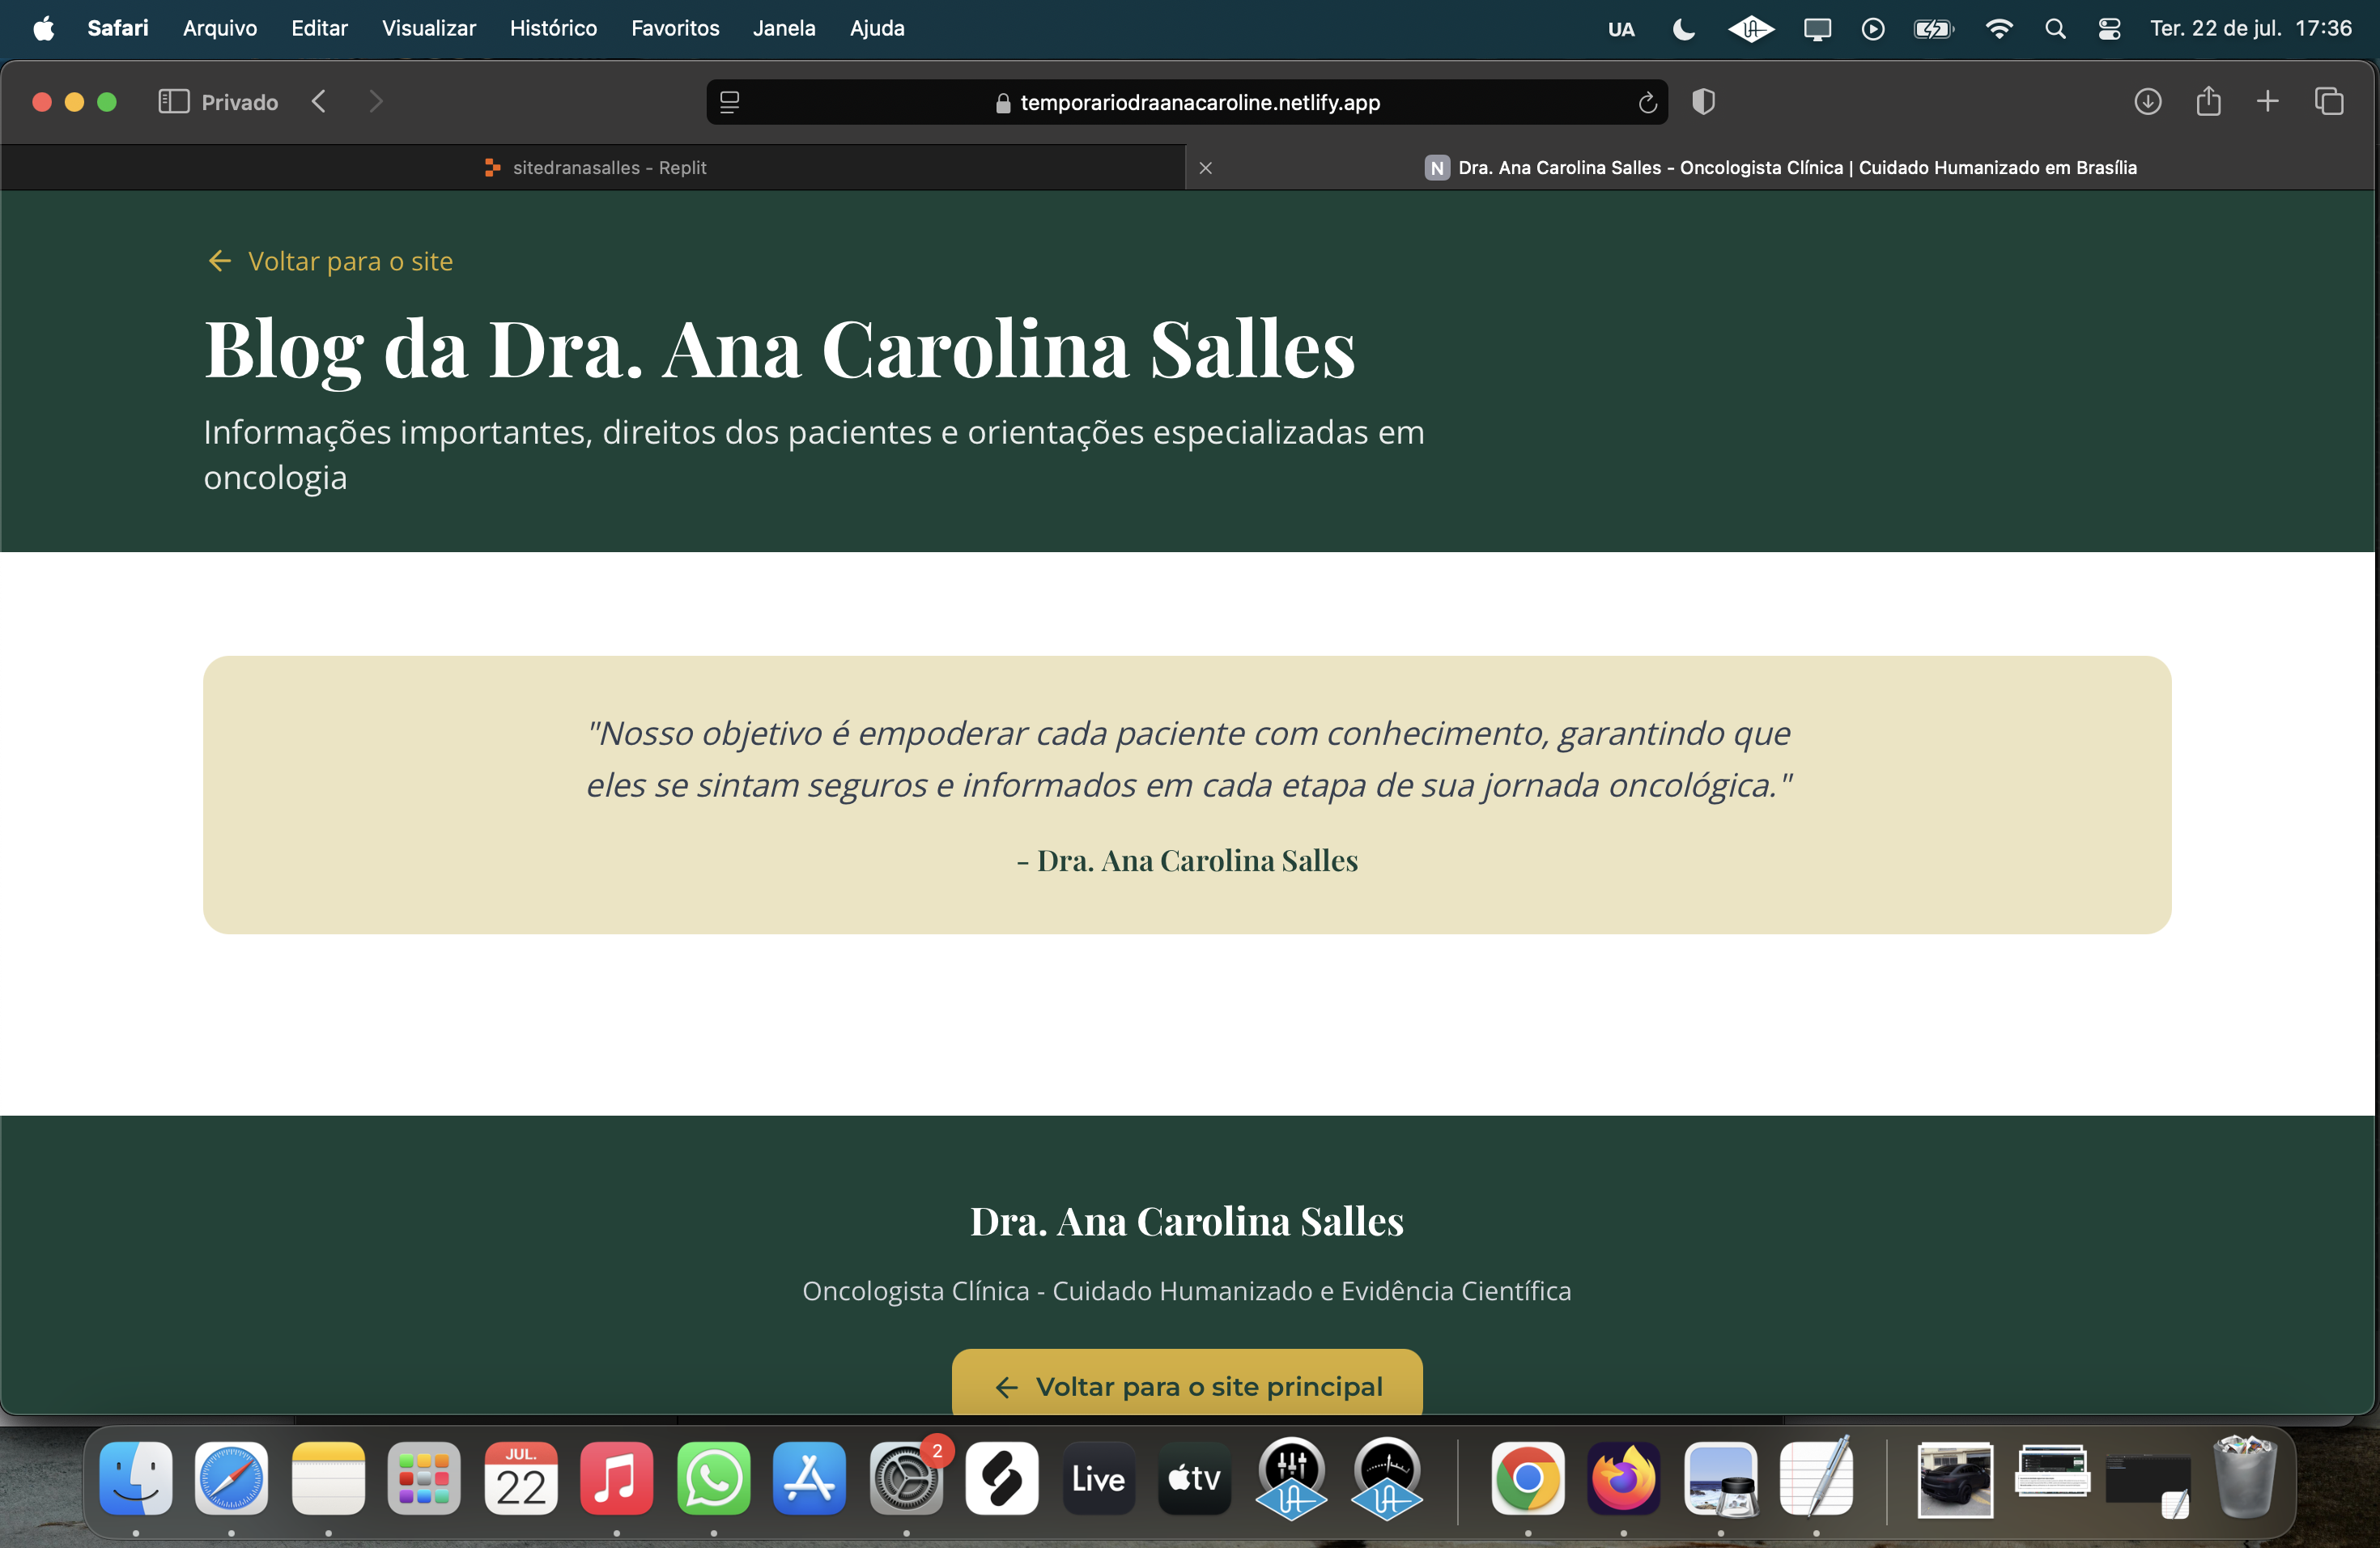 Safari Arquivo Editar Visualizar Histórico Favoritos Janela Ajuda UA Ter. 22 de jul. 17:36
Privado temporariodraanacaroline.netlify.app
sitedranasalles - Replit N Dra. Ana Carolina Salles - Oncologista Clínica | Cuidado Humanizado em Brasília
← Voltar para o site
Blog da Dra. Ana Carolina Salles
Informações importantes, direitos dos pacientes e orientações especializadas em
oncologia
"Nosso objetivo é empoderar cada paciente com conhecimento, garantindo que
eles se sintam seguros e informados em cada etapa de sua jornada oncológica."
- Dra. Ana Carolina Salles
Dra. Ana Carolina Salles
Oncologista Clínica - Cuidado Humanizado e Evidência Científica
← Voltar para o site principal
JUL.
22
2
Live
tv
UA
UA